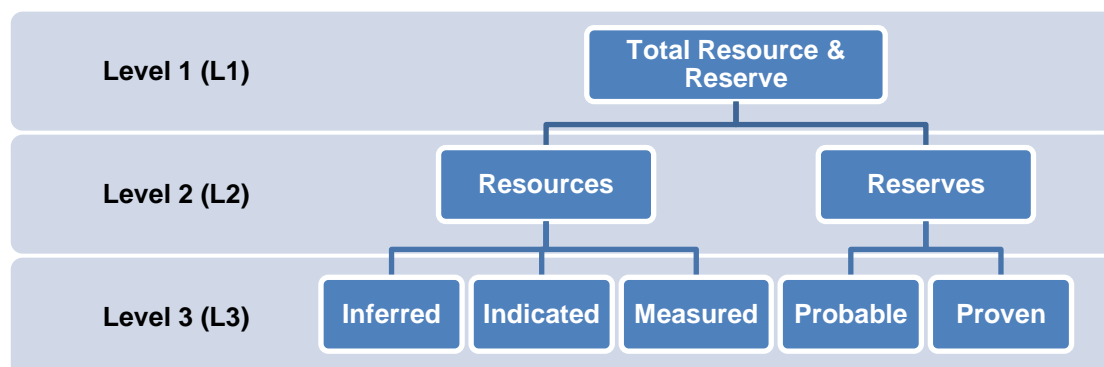 Level 1 (L1)
Total Resource &
Reserve
Level 2 (L2)
Resources
Reserves
Level 3 (L3)
Inferred
Indicated
Measured
Probable
Proven